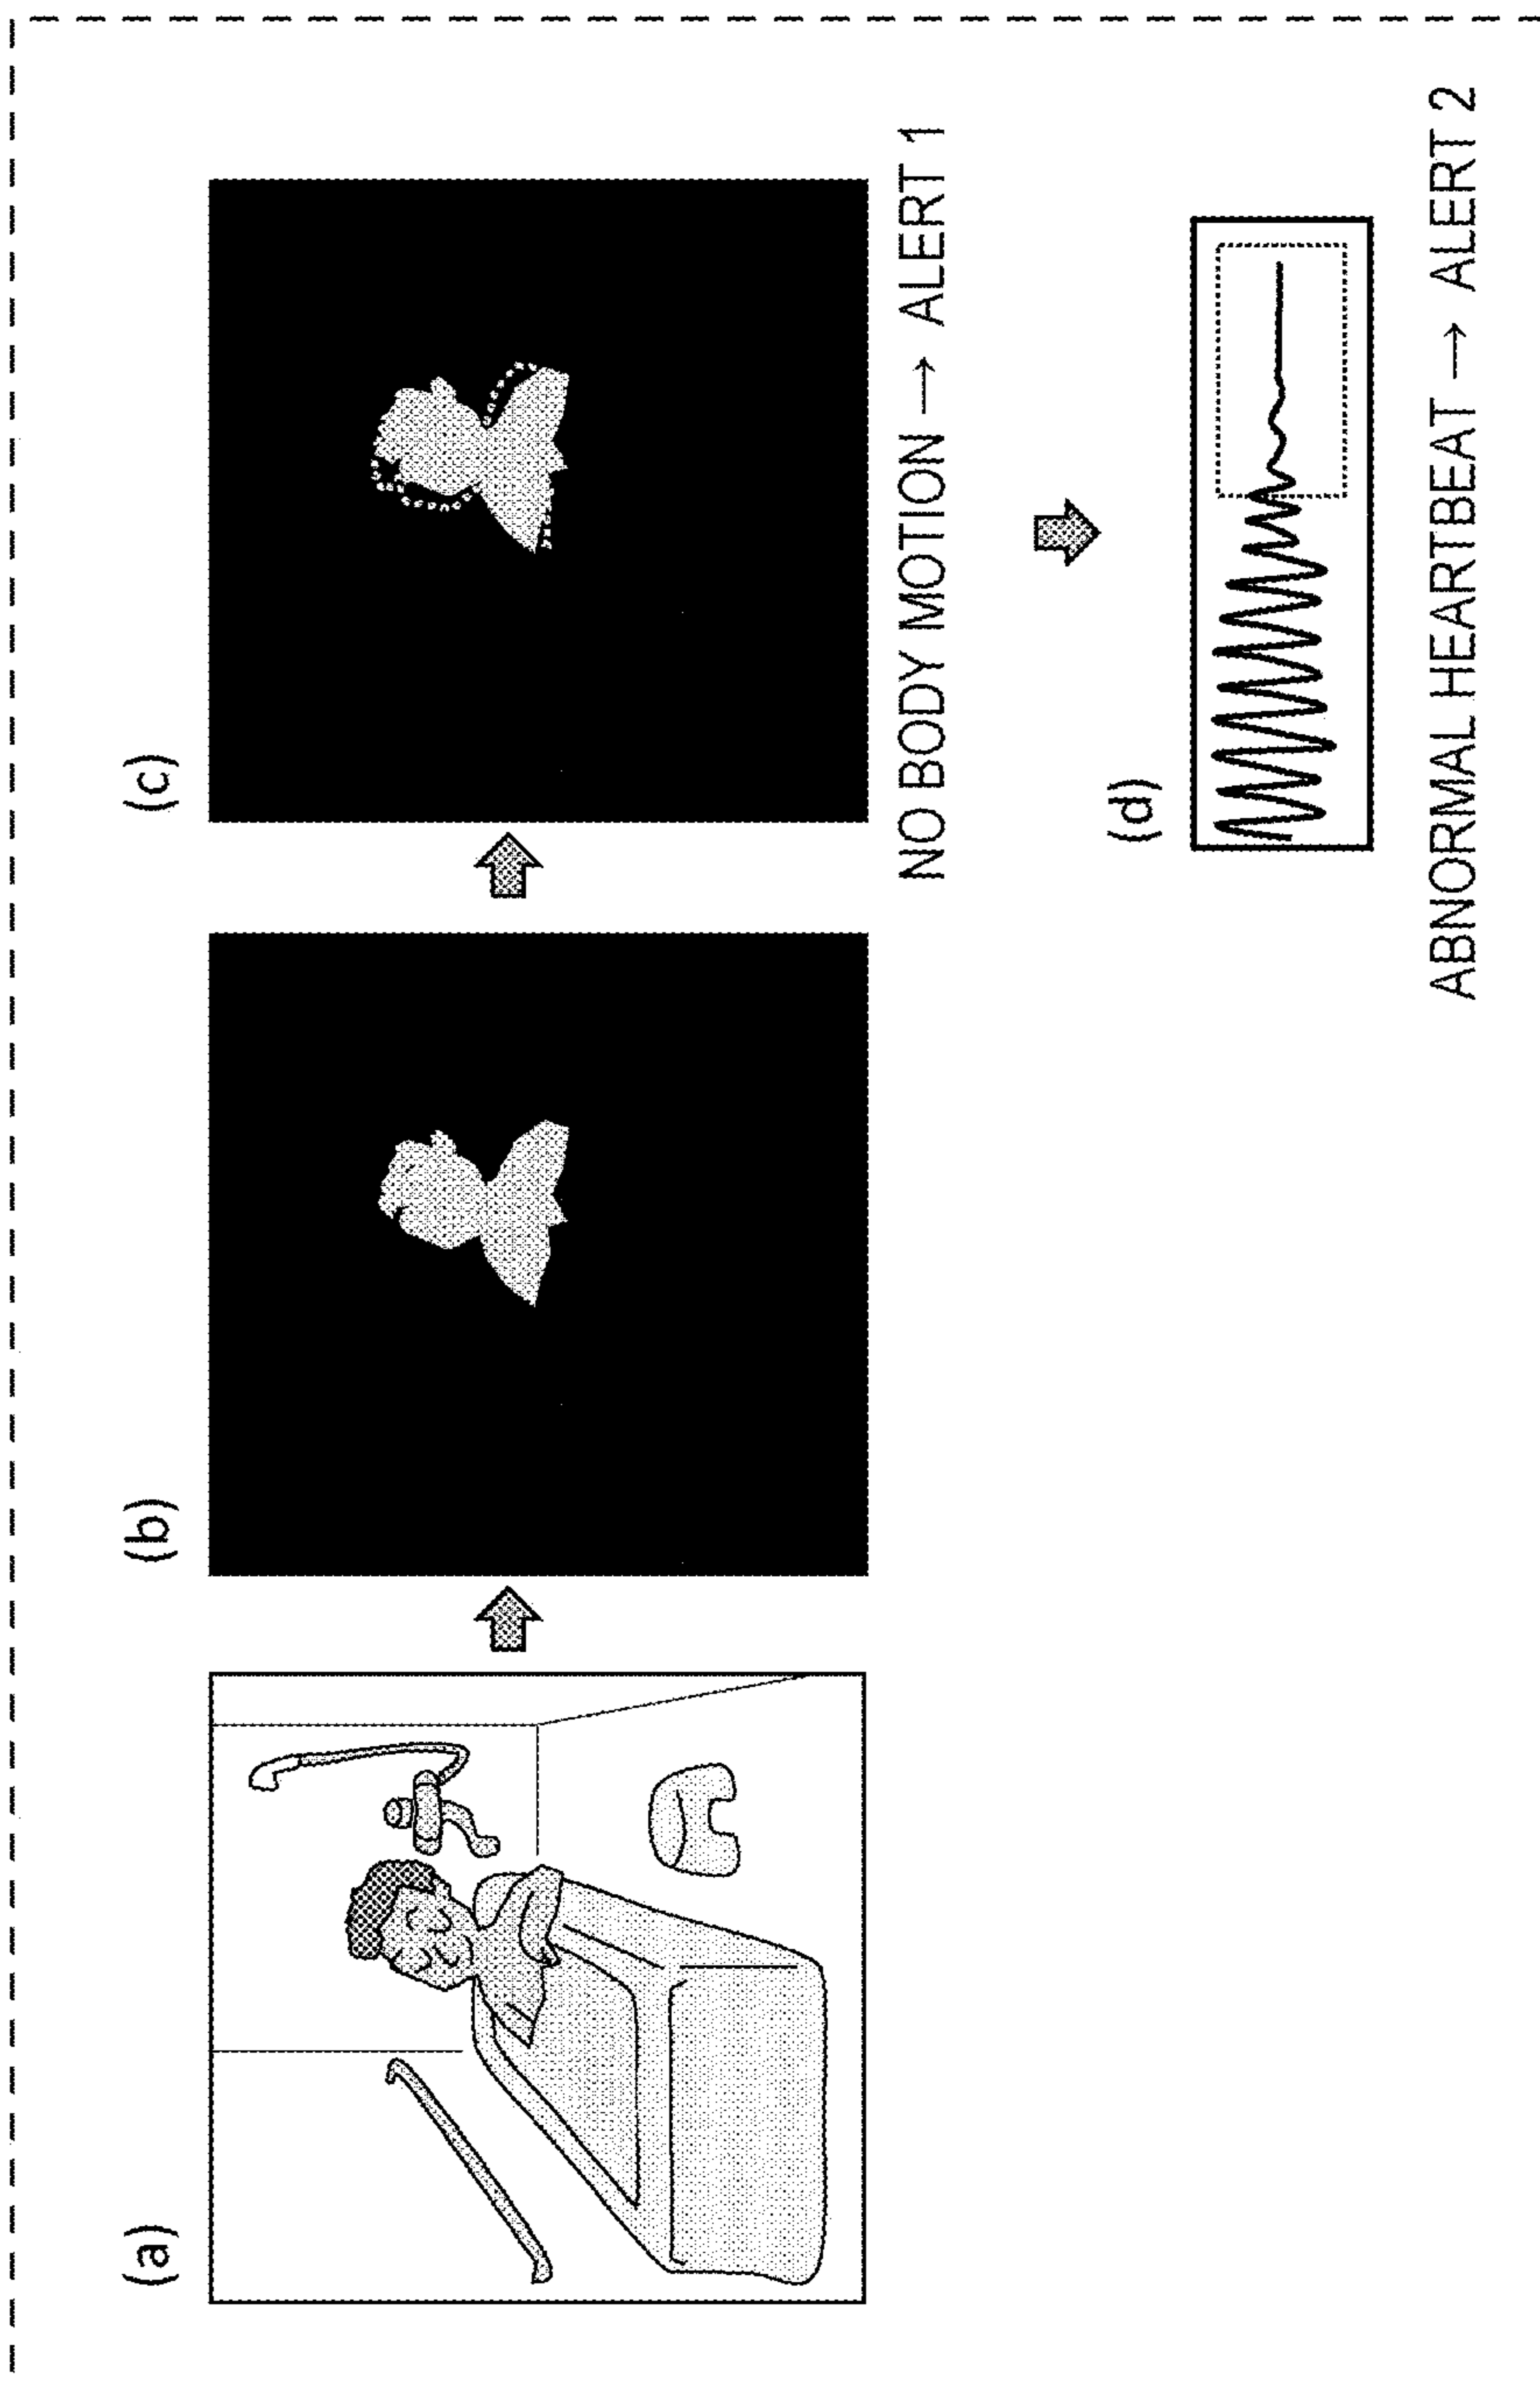 (a)
(b)
(c)
NO BODY MOTION → ALERT 1
(d)
ABNORMAL HEARTBEAT → ALERT 2